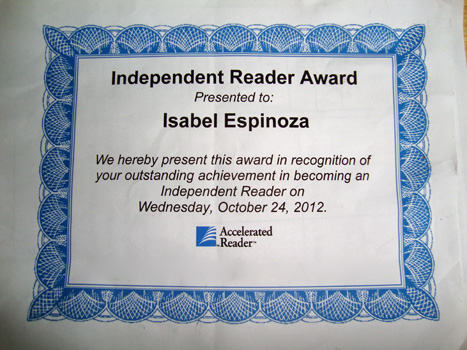 Independent Reader Award
Presented to:
Isabel Espinoza
We hereby present this award in recognition of
your outstanding achievement in becoming an
Independent Reader on
Wednesday, October 24, 2012.
Accelerated
Reader™